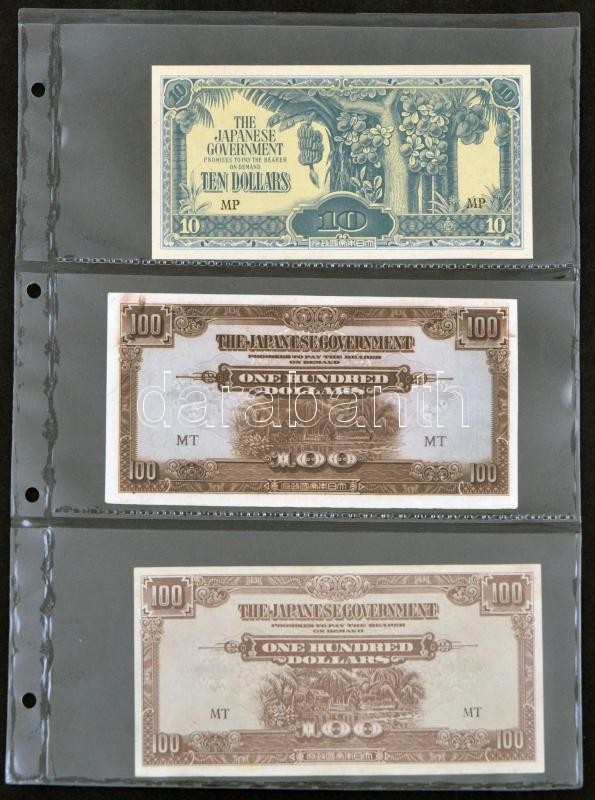 10
10
THE
JAPANESE
GOVERNMENT
PROMISES TO PAY THE BEARER
ON DEMAND
TEN DOLLARS
MP
MP
10
10
10
100
100
THE JAPANESE GOVERNMENT
PROMISES TO PAY THE BEARER
ON DEMAND
ONE HUNDRED
DOLLARS
darabanth
MT
MT
100
100
100
100
100
THE JAPANESE GOVERNMENT
PROMISES TO PAY THE BEARER
ON DEMAND
ONE HUNDRED
DOLLARS
MT
MT
100
100
100